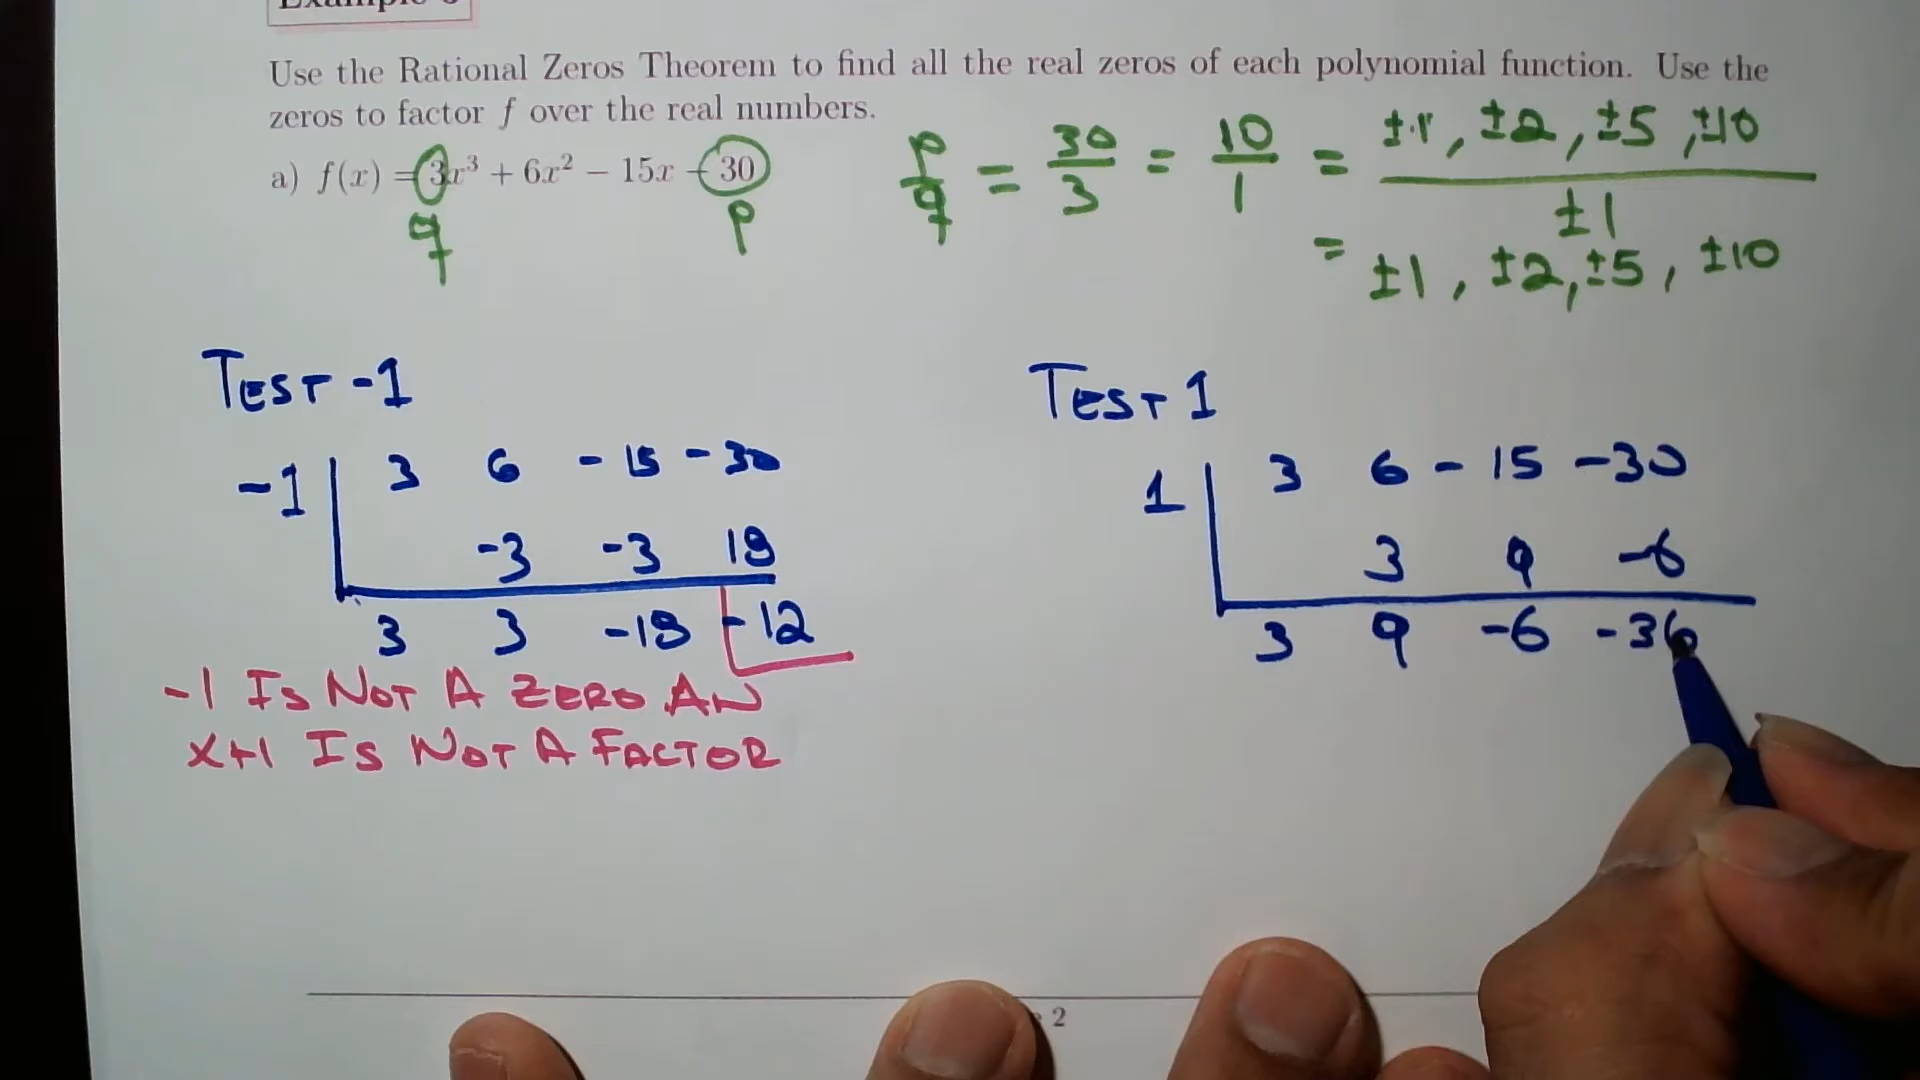 Example 3
Use the Rational Zeros Theorem to find all the real zeros of each polynomial function. Use the
zeros to factor f over the real numbers.
a) f(x) = 3x³ + 6x² − 15x − 30
q
p
p/q = 30/3 = 10/1 = ±1, ±2, ±5, ±10 / ±1
= ±1, ±2, ±5, ±10
TEST -1
-1 | 3 6 -15 -30
-3 -3 18
3 3 -18 -12
-1 IS NOT A ZERO AN
X+1 IS NOT A FACTOR
TEST 1
1 | 3 6 -15 -30
3 9 -6
3 9 -6 -36
2